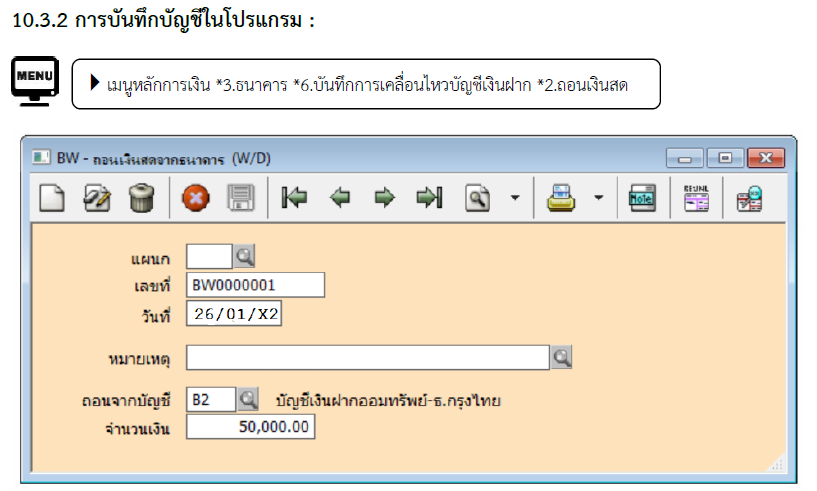 10.3.2 การบันทึกบัญชีในโปรแกรม :
MENU
เมนูหลักการเงิน *3.ธนาคาร *6.บันทึกการเคลื่อนไหวบัญชีเงินฝาก *2.ถอนเงินสด
BW - ถอนเงินสดจากธนาคาร (W/D)
Note
แผนก
เลขที่ BW0000001
วันที่ 26/01/X2
หมายเหตุ
ถอนจากบัญชี B2 บัญชีเงินฝากออมทรัพย์-ธ.กรุงไทย
จำนวนเงิน 50,000.00